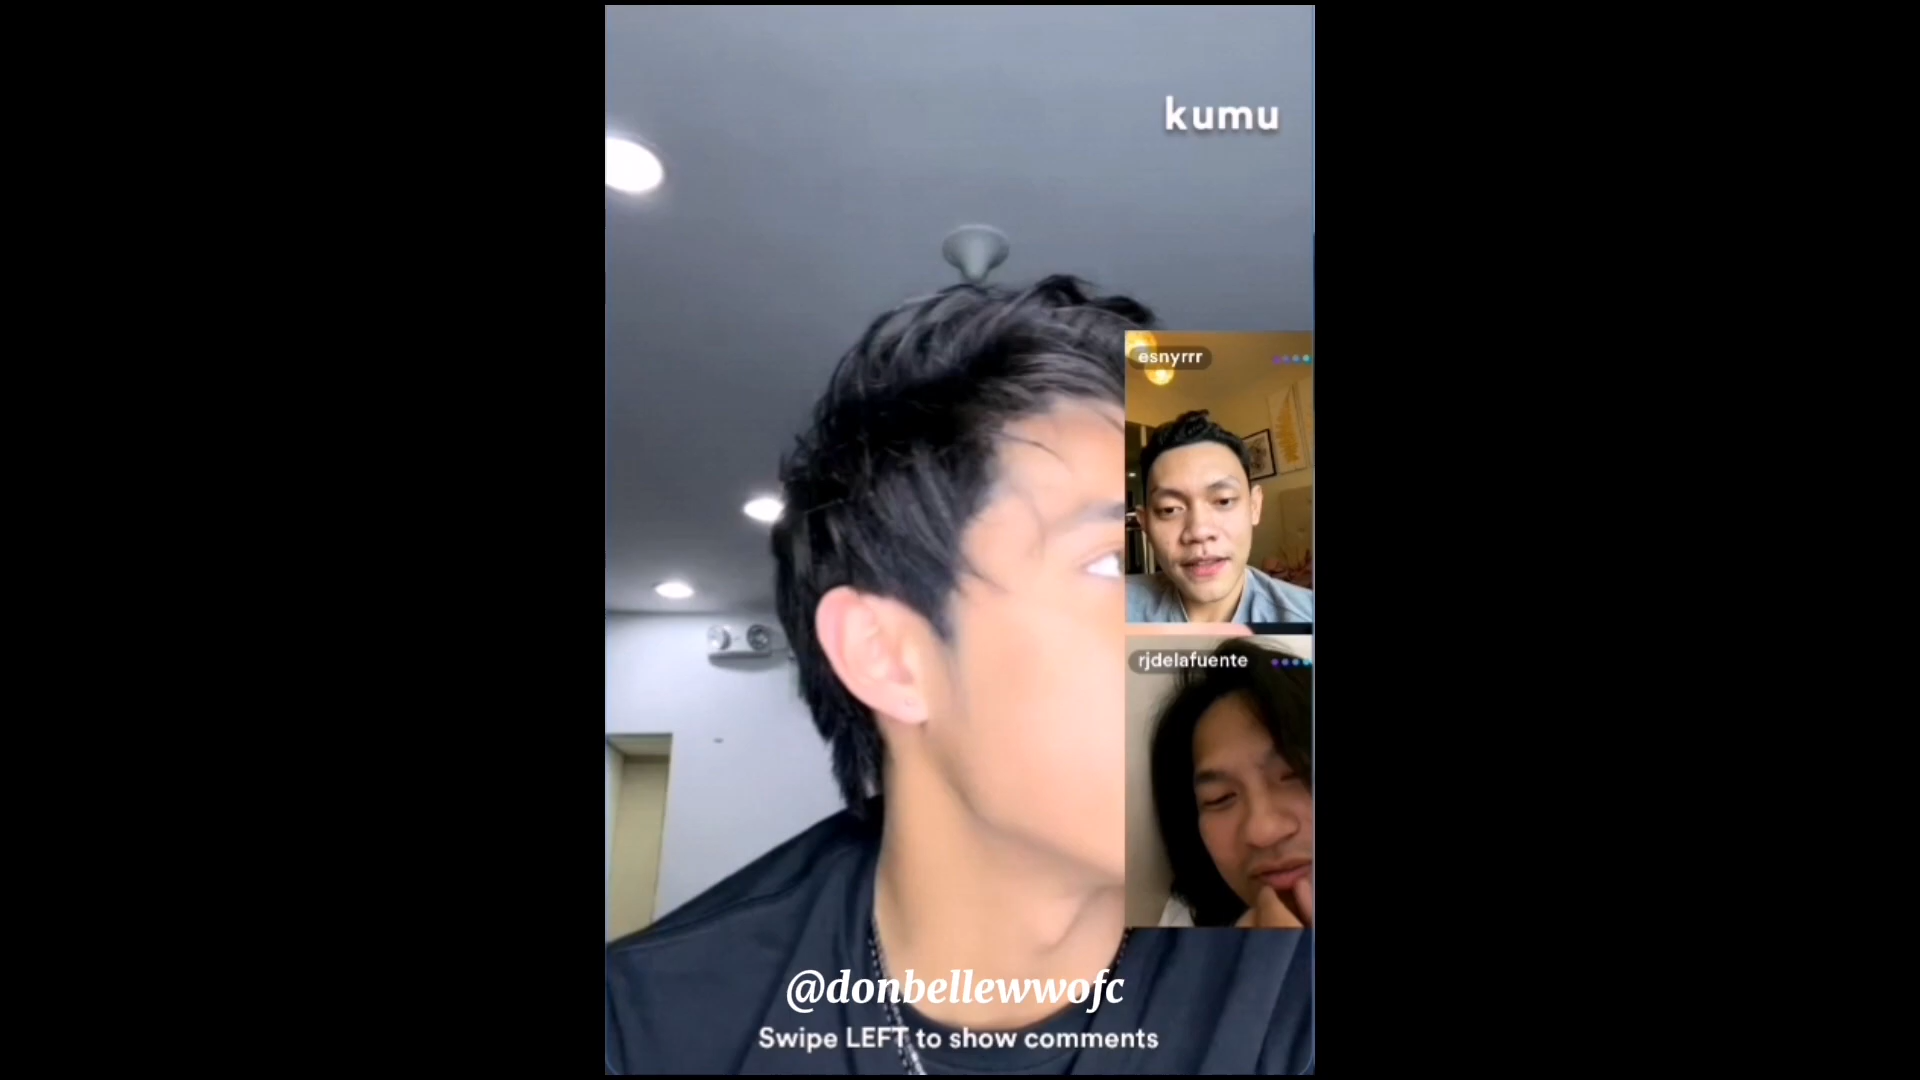 kumu
esnyrrr
rjdelafuente
@donbellewwofc
Swipe LEFT to show comments